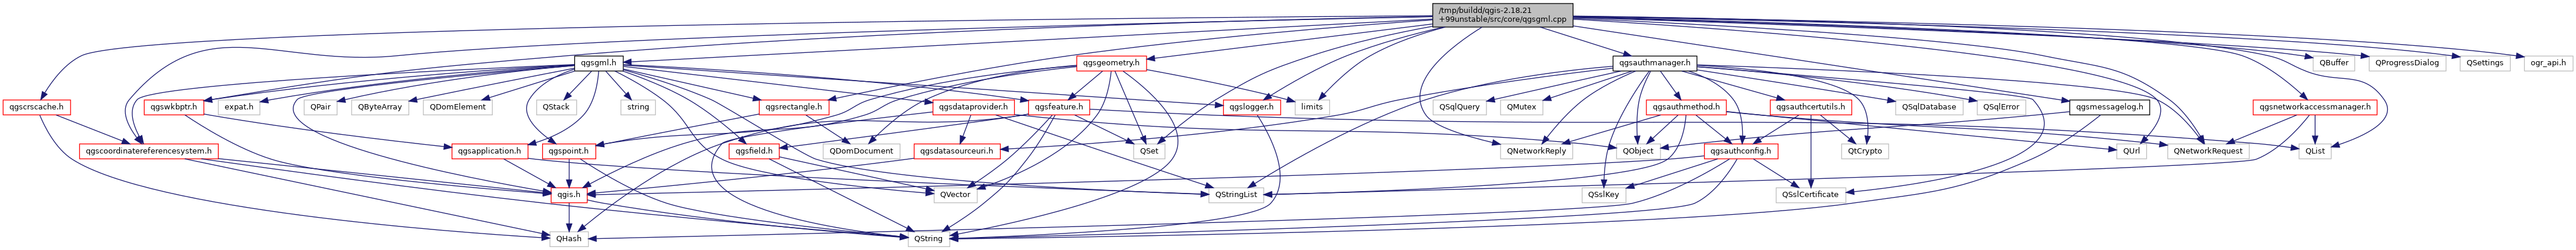 /tmp/buildd/qgis-2.18.21
+99unstable/src/core/qgsgml.cpp
qgsgml.h
qgsgeometry.h
qgsauthmanager.h
QBuffer
QProgressDialog
QSettings
ogr_api.h
qgscrscache.h
qgswkbptr.h
expat.h
QPair
QByteArray
QDomElement
QStack
string
qgsrectangle.h
qgsdataprovider.h
qgsfeature.h
qgslogger.h
limits
QSqlQuery
QMutex
qgsauthmethod.h
qgsauthcertutils.h
QSqlDatabase
QSqlError
qgsmessagelog.h
qgsnetworkaccessmanager.h
qgscoordinatereferencesystem.h
qgsapplication.h
qgspoint.h
qgsfield.h
QDomDocument
qgsdatasourceuri.h
QSet
QNetworkReply
QObject
qgsauthconfig.h
QtCrypto
QUrl
QNetworkRequest
QList
qgis.h
QVector
QStringList
QSslKey
QSslCertificate
QHash
QString